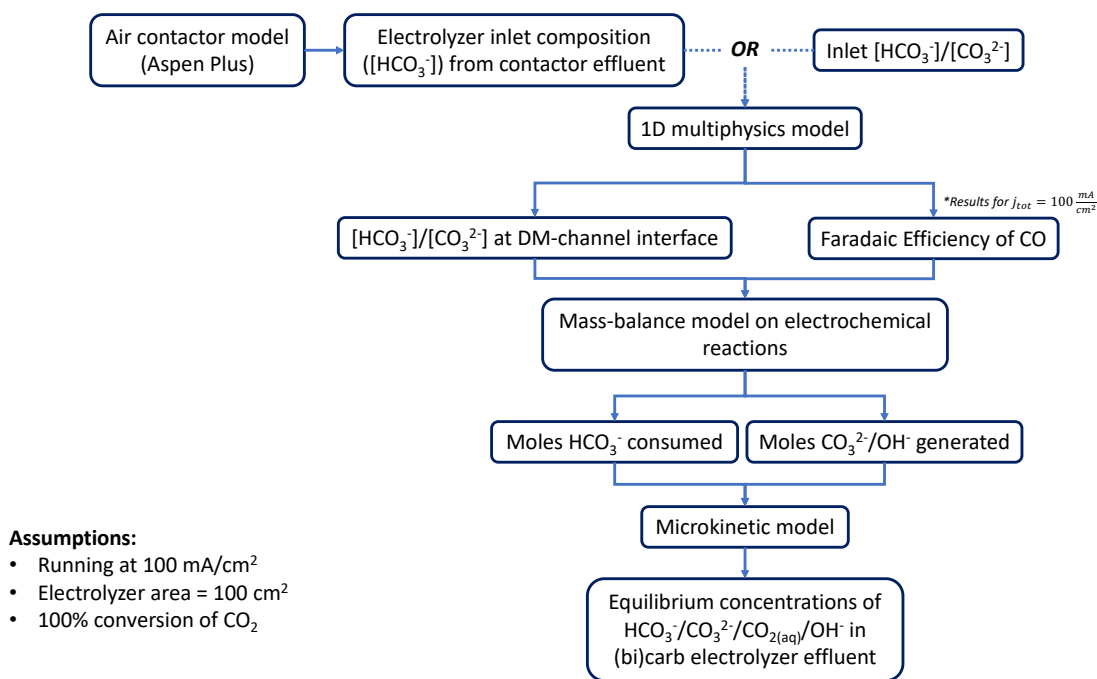 Air contactor model
(Aspen Plus)
Electrolyzer inlet composition
([HCO₃⁻]) from contactor effluent
OR
Inlet [HCO₃⁻]/[CO₃²⁻]
1D multiphysics model
*Results for j_tot = 100 mA/cm²
[HCO₃⁻]/[CO₃²⁻] at DM-channel interface
Faradaic Efficiency of CO
Mass-balance model on electrochemical
reactions
Moles HCO₃⁻ consumed
Moles CO₃²⁻/OH⁻ generated
Microkinetic model
Equilibrium concentrations of
HCO₃⁻/CO₃²⁻/CO₂₍aq₎/OH⁻ in
(bi)carb electrolyzer effluent
Assumptions:
• Running at 100 mA/cm²
• Electrolyzer area = 100 cm²
• 100% conversion of CO₂